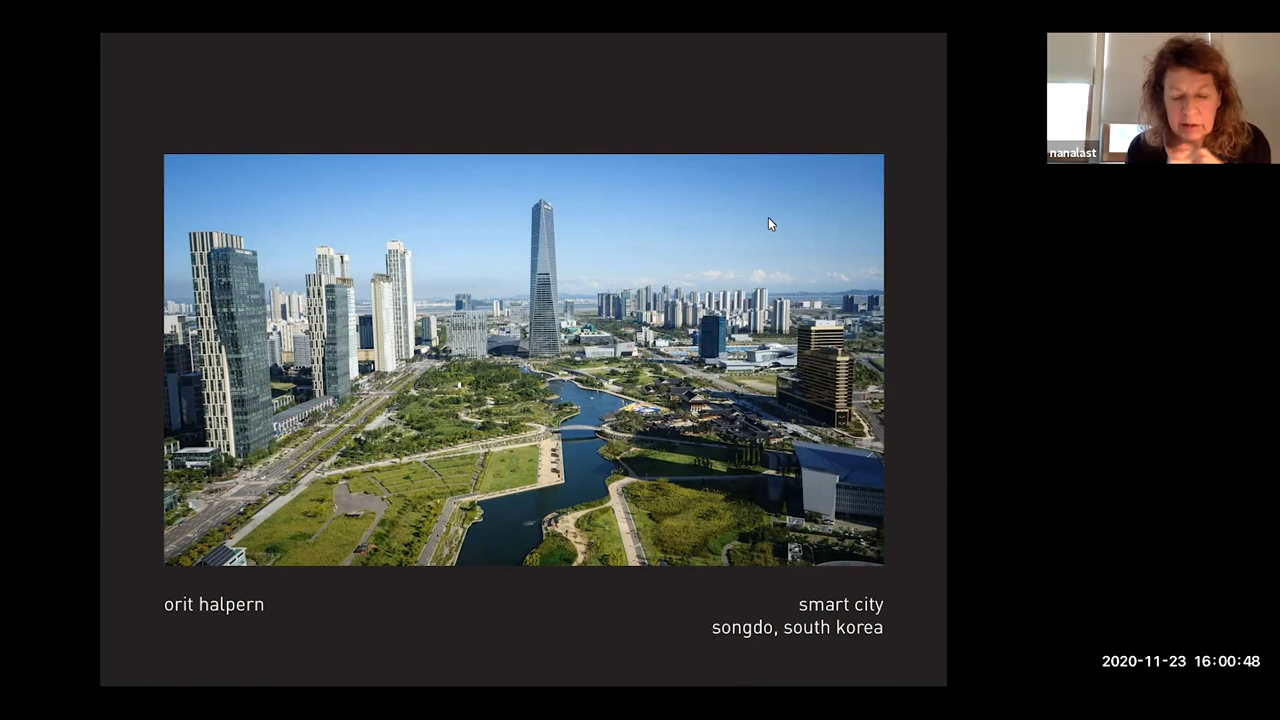 nanalast
orit halpern
smart city
songdo, south korea
2020-11-23 16:00:48